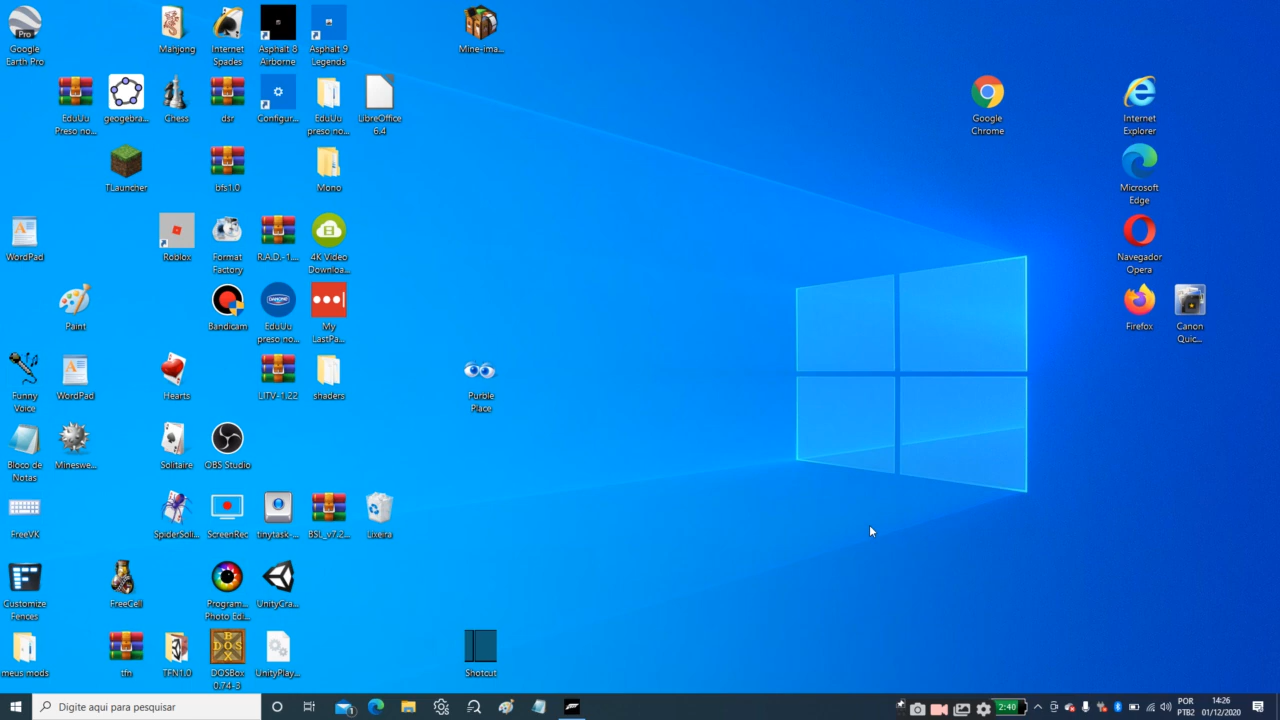 Pro
Google
Earth Pro
Mahjong
Internet
Spades
Asphalt 8
Airborne
Asphalt 9
Legends
Mine-ima...
EduUu
Preso no...
geogebra...
Chess
dsr
Configur...
EduUu
preso no...
LibreOffice
6.4
Google
Chrome
Internet
Explorer
TLauncher
bfs1.0
Mono
Microsoft
Edge
WordPad
Roblox
Format
Factory
R.A.D.-1....
4K Video
Downloa...
Navegador
Opera
Paint
Bandicam
DANONE
EduUu
preso no...
My
LastPa...
Firefox
Canon
Quic...
Funny
Voice
WordPad
Hearts
LITV-1.22
shaders
Purble
Place
Bloco de
Notas
Mineswe...
Solitaire
OBS Studio
FreeVK
SpiderSoli...
ScreenRec
tinytask-...
BSL_v7.2...
Lixeira
Customize
Fences
FreeCell
Program...
Photo Edi...
UnityCra...
meus mods
tfn
TFN1.0
DOSBox
0.74-3
UnityPlay...
Shotcut
Digite aqui para pesquisar
2:40
POR
PTB2
14:26
01/12/2020